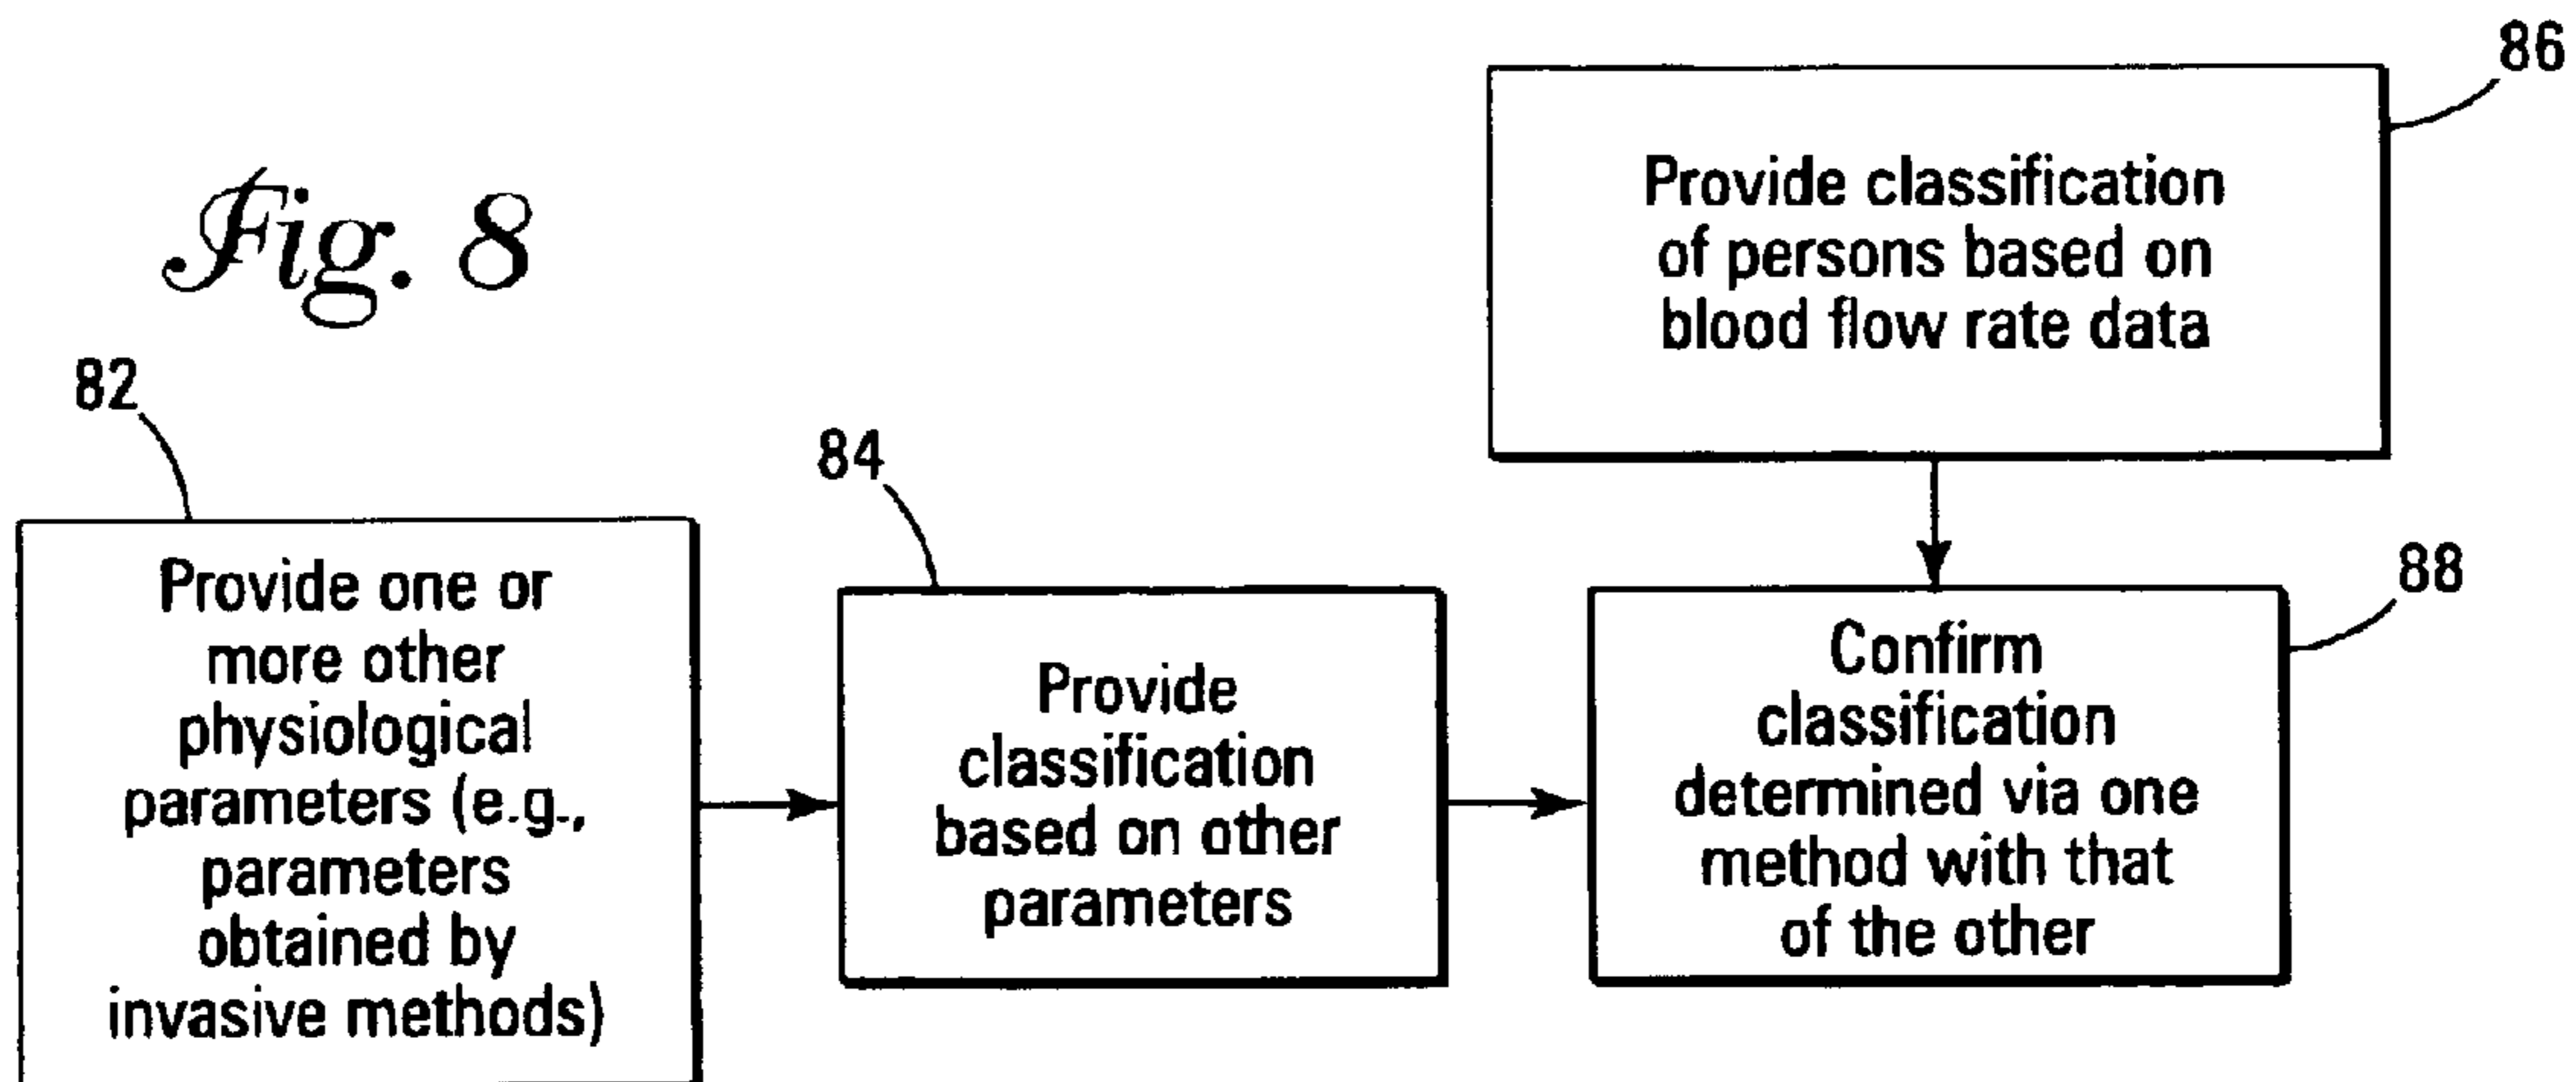 Fig. 8
82
Provide one or
more other
physiological
parameters (e.g.,
parameters
obtained by
invasive methods)
84
Provide
classification
based on other
parameters
86
Provide classification
of persons based on
blood flow rate data
88
Confirm
classification
determined via one
method with that
of the other